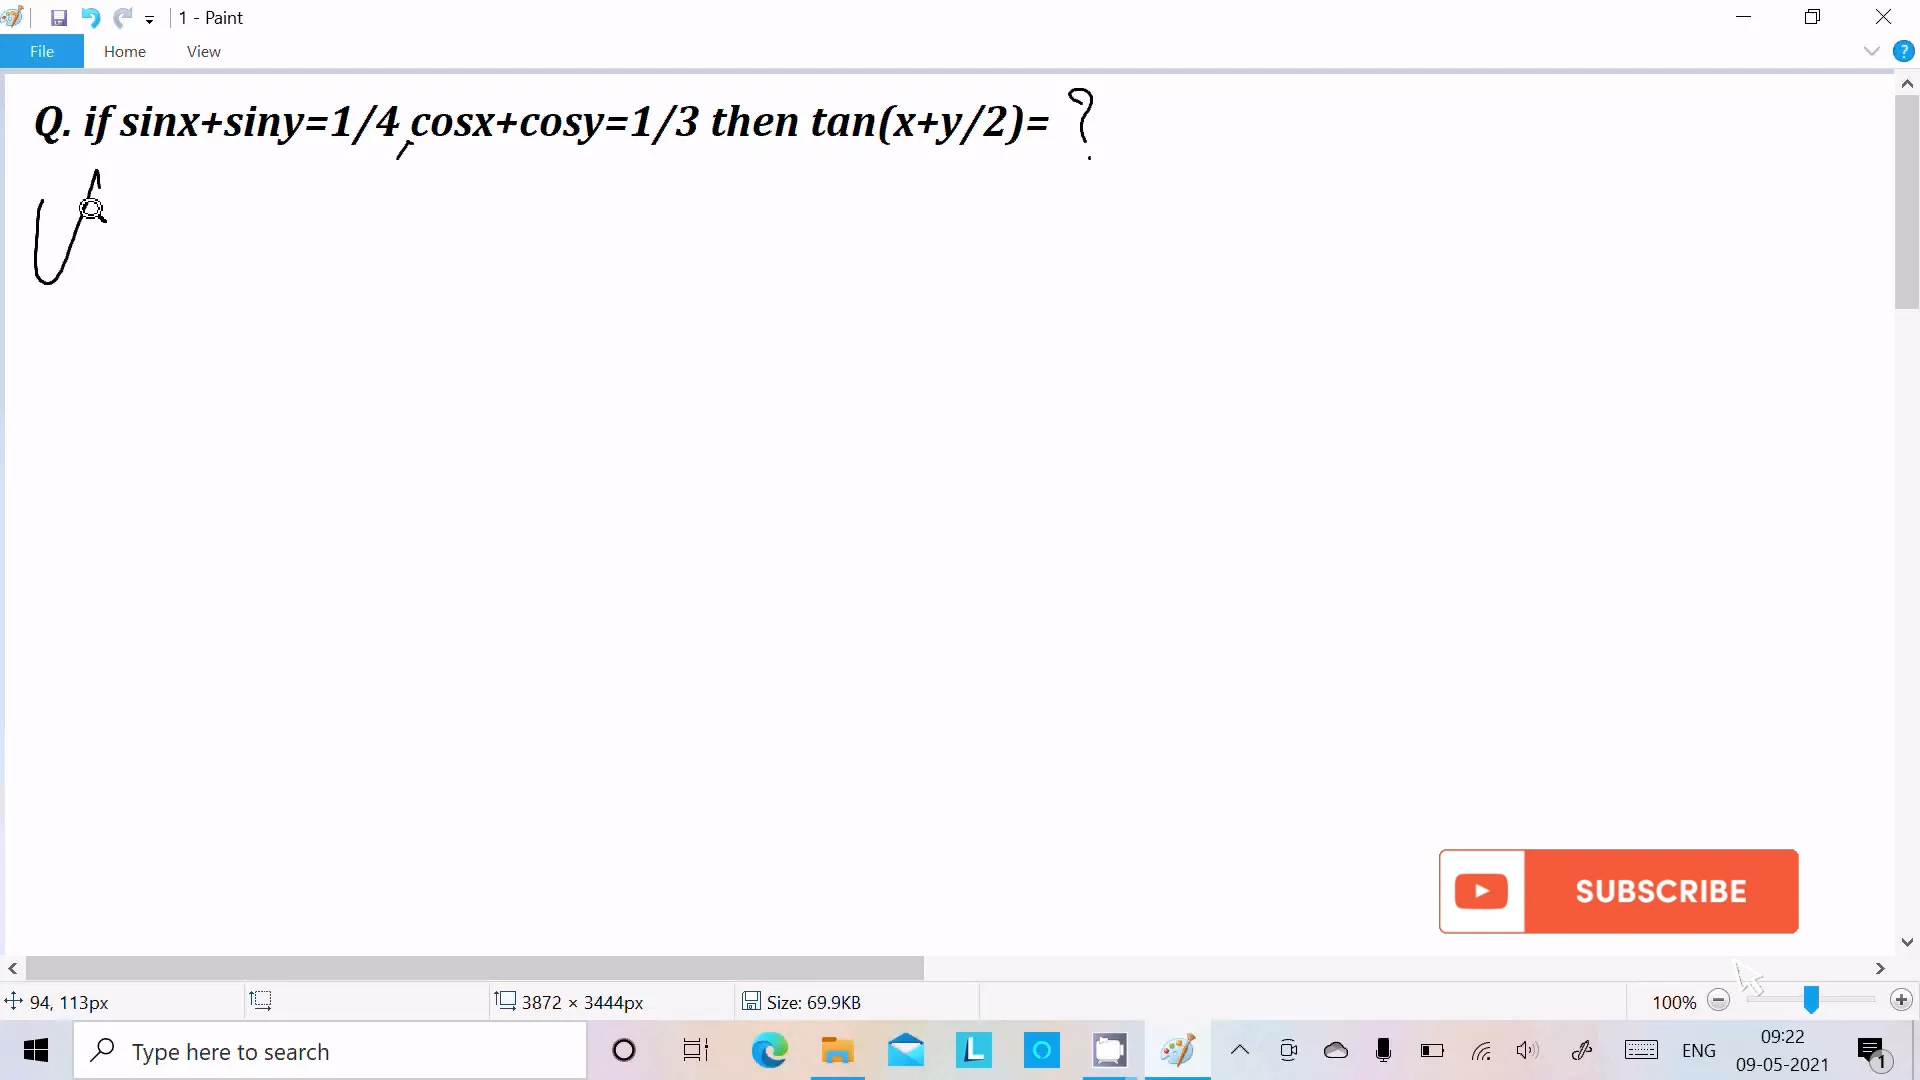 1 - Paint
File Home View
Q. if sinx+siny=1/4,cosx+cosy=1/3 then tan(x+y/2)= ?
SUBSCRIBE
94, 113px 3872 × 3444px Size: 69.9KB 100%
Type here to search ENG 09:22
09-05-2021 1